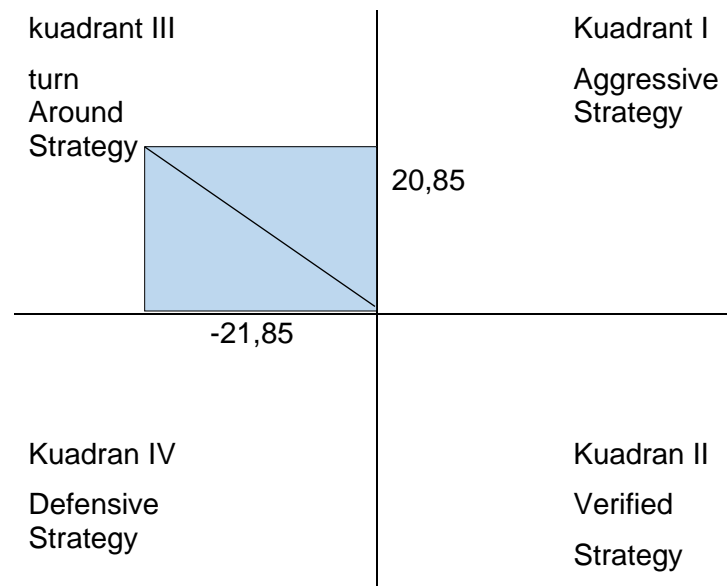 kuadrant III
turn
Around
Strategy
Kuadrant I
Aggressive
Strategy
20,85
-21,85
Kuadran IV
Defensive
Strategy
Kuadran II
Verified
Strategy